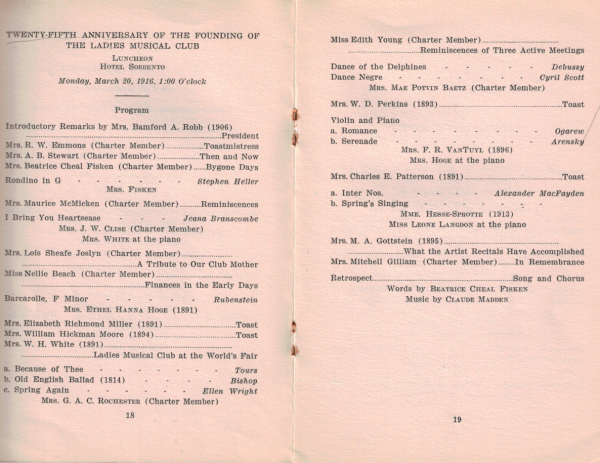 TWENTY-FIFTH ANNIVERSARY OF THE FOUNDING OF
THE LADIES MUSICAL CLUB
LUNCHEON
HOTEL SORRENTO
Monday, March 20, 1916, 1:00 O'clock
Program
Introductory Remarks by Mrs. Bamford A. Robb (1906)
President
Mrs. R. W. Emmons (Charter Member) Toastmistress
Mrs. A. B. Stewart (Charter Member) Then and Now
Mrs. Beatrice Cheal Fisken (Charter Member) Bygone Days
Rondino in G - - - - - Stephen Heller
MRS. FISKEN
Mrs. Maurice McMicken (Charter Member) Reminiscences
I Bring You Heartsease - - - Jeana Branscombe
MRS. J. W. CLISE (Charter Member)
MRS. WHITE at the piano
Mrs. Lois Sheafe Joslyn (Charter Member)
A Tribute to Our Club Mother
Miss Nellie Beach (Charter Member)
Finances in the Early Days
Barcarolle, F Minor - - - - - Rubenstein
MRS. ETHEL HANNA HOGE (1891)
Mrs. Elizabeth Richmond Miller (1891) Toast
Mrs. William Hickman Moore (1894) Toast
Mrs. W. H. White (1891)
Ladies Musical Club at the World's Fair
a. Because of Thee - - - - - Tours
b. Old English Ballad (1814) - - - - Bishop
c. Spring Again - - - - - Ellen Wright
MRS. G. A. C. ROCHESTER (Charter Member)
18
Miss Edith Young (Charter Member)
Reminiscences of Three Active Meetings
Dance of the Delphines - - - - - Debussy
Dance Negre - - - - - Cyril Scott
MRS. MAE POTVIN BAETZ (Charter Member)
Mrs. W. D. Perkins (1893) Toast
Violin and Piano
a. Romance - - - - - - Ogarew
b. Serenade - - - - - - Arensky
MRS. F. R. VANTUYL (1896)
MRS. HOGE at the piano
Mrs. Charles E. Patterson (1891) Toast
a. Inter Nos. - - - - Alexander MacFayden
b. Spring's Singing - - - - -
MME. HESSE-SPROTTE (1913)
MISS LEONE LANGDON at the piano
Mrs. M. A. Gottstein (1895)
What the Artist Recitals Have Accomplished
Mrs. Mitchell Gilliam (Charter Member) In Remembrance
Retrospect Song and Chorus
Words by BEATRICE CHEAL FISKEN
Music by CLAUDE MADDEN
19